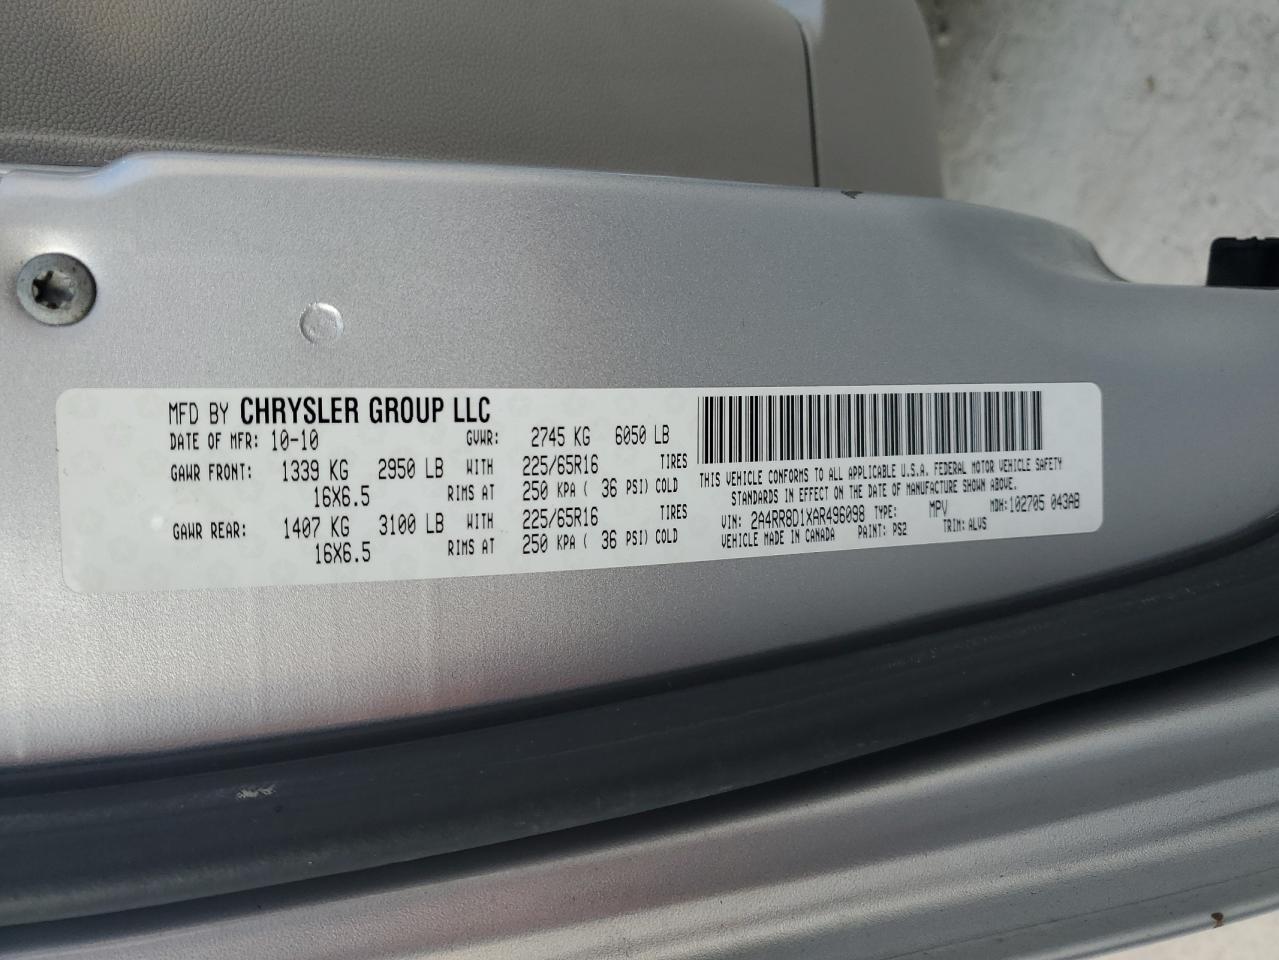 MFD BY CHRYSLER GROUP LLC
DATE OF MFR: 10-10 GVWR: 2745 KG 6050 LB
GAWR FRONT: 1339 KG 2950 LB WITH 225/65R16 TIRES
16X6.5 RIMS AT 250 KPA ( 36 PSI) COLD
GAWR REAR: 1407 KG 3100 LB WITH 225/65R16 TIRES
16X6.5 RIMS AT 250 KPA ( 36 PSI) COLD
THIS VEHICLE CONFORMS TO ALL APPLICABLE U.S.A. FEDERAL MOTOR VEHICLE SAFETY
STANDARDS IN EFFECT ON THE DATE OF MANUFACTURE SHOWN ABOVE.
VIN: 2A4RR8D1XAR496098 TYPE: MPV MDH: 102705 043AB
VEHICLE MADE IN CANADA PAINT: PS2 TRIM: ALVS